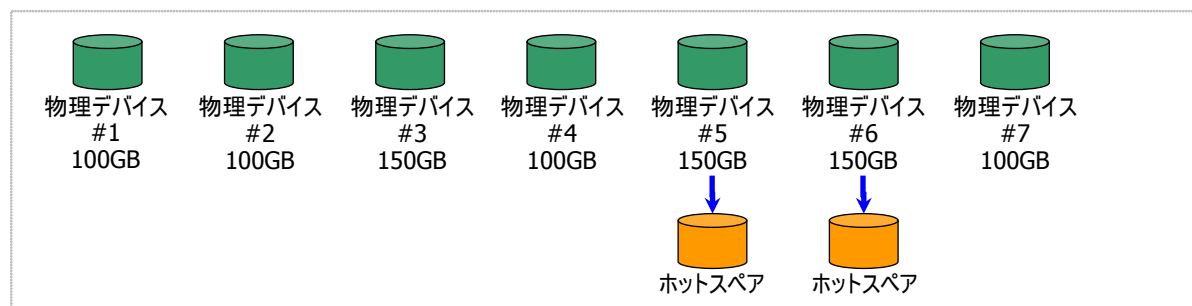 物理デバイス 物理デバイス 物理デバイス 物理デバイス 物理デバイス 物理デバイス 物理デバイス
#1 #2 #3 #4 #5 #6 #7
100GB 100GB 150GB 100GB 150GB 150GB 100GB
ホットスペア ホットスペア